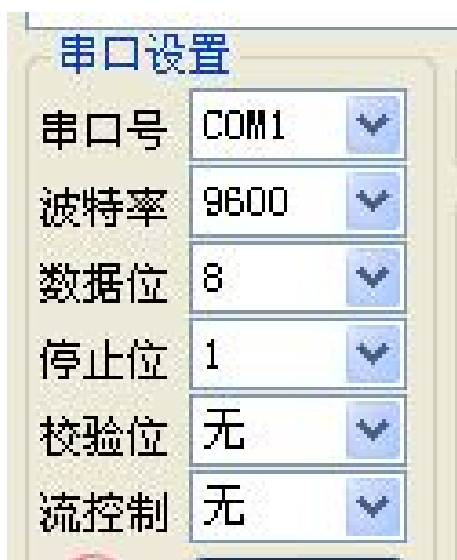 串口设置
串口号 COM1
波特率 9600
数据位 8
停止位 1
校验位 无
流控制 无